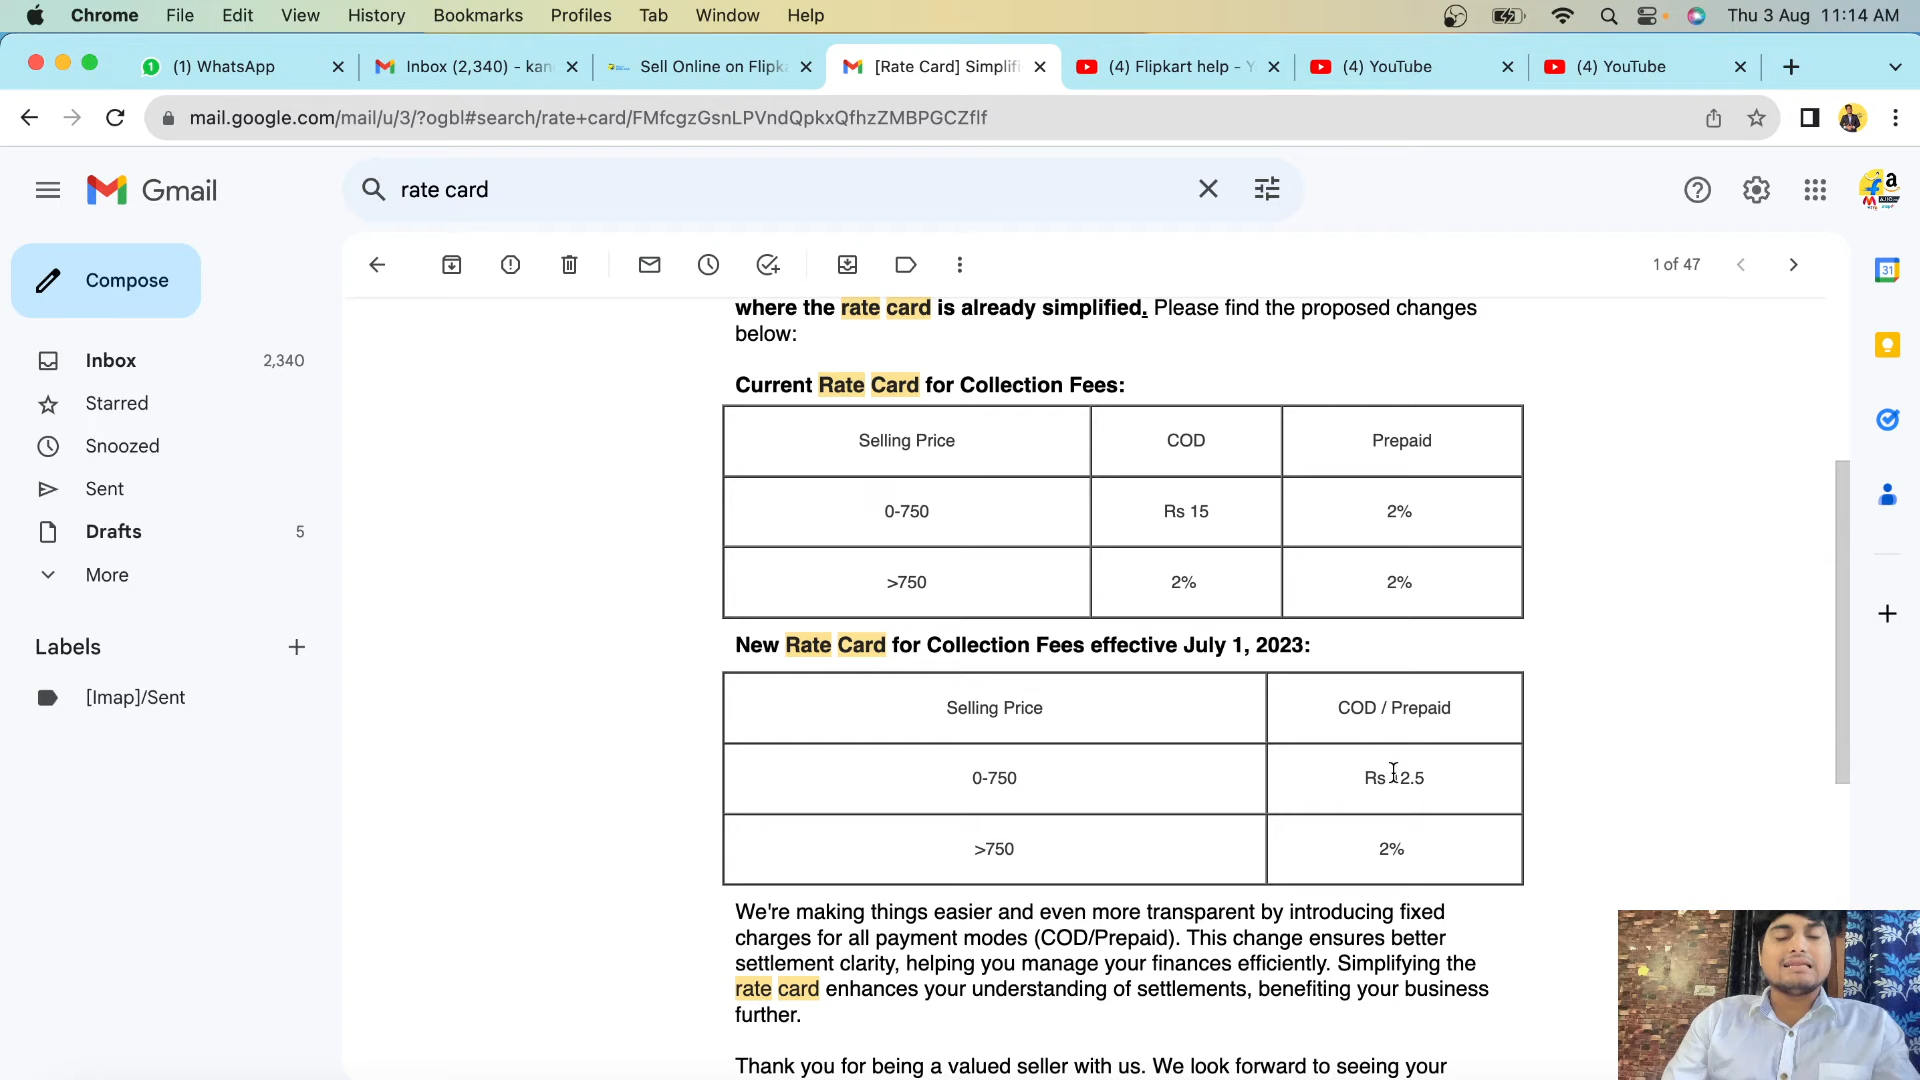 Chrome File Edit View History Bookmarks Profiles Tab Window Help Thu 3 Aug 11:14 AM
(1) WhatsApp Inbox (2,340) - kan Sell Online on Flipk [Rate Card] Simplifi (4) Flipkart help - Y (4) YouTube (4) YouTube
mail.google.com/mail/u/3/?ogbl#search/rate+card/FMfcgzGsnLPVndQpkxQfhzZMBPGCZflf
Gmail
rate card
Compose
1 of 47
Inbox 2,340
Starred
Snoozed
Sent
Drafts 5
More
Labels
[Imap]/Sent
31
where the rate card is already simplified. Please find the proposed changes
below:
Current Rate Card for Collection Fees:
Selling Price COD Prepaid
0-750 Rs 15 2%
>750 2% 2%
New Rate Card for Collection Fees effective July 1, 2023:
Selling Price COD / Prepaid
0-750 Rs 12.5
>750 2%
We're making things easier and even more transparent by introducing fixed
charges for all payment modes (COD/Prepaid). This change ensures better
settlement clarity, helping you manage your finances efficiently. Simplifying the
rate card enhances your understanding of settlements, benefiting your business
further.
Thank you for being a valued seller with us. We look forward to seeing your